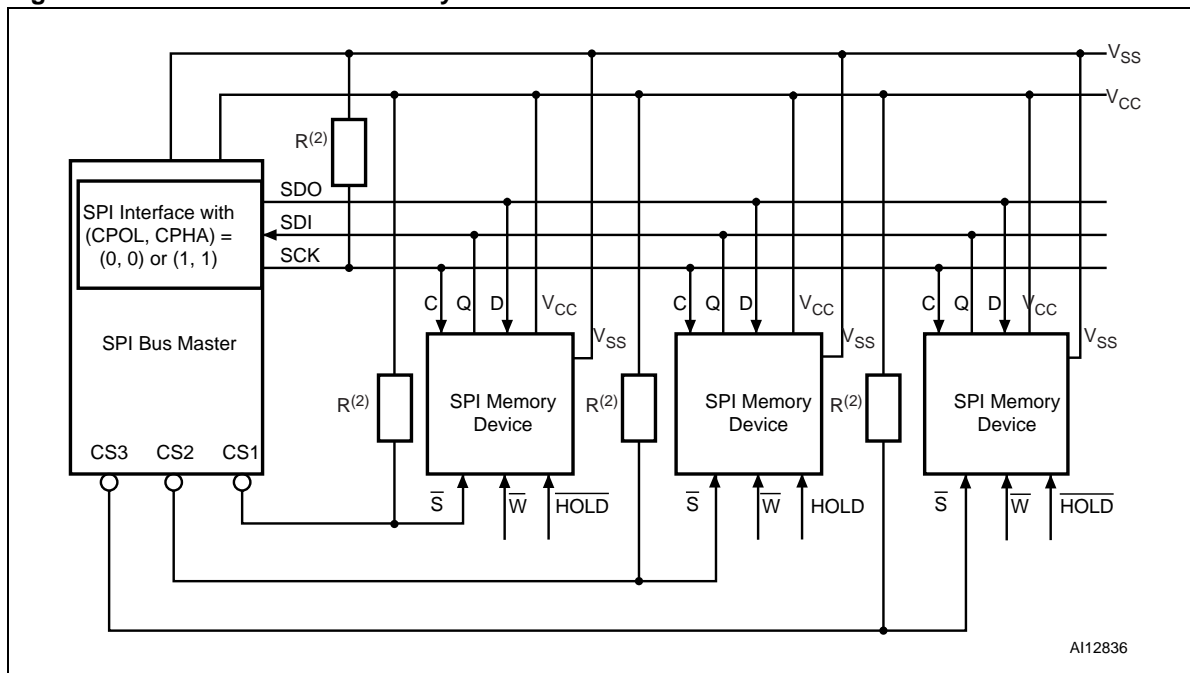 V_SS
V_CC
R(2)
SDO
SPI Interface with
(CPOL, CPHA) =
(0, 0) or (1, 1)
SDI
SCK
SPI Bus Master
C Q D V_CC V_SS
C Q D V_CC V_SS
C Q D V_CC V_SS
R(2)
SPI Memory
Device
R(2)
SPI Memory
Device
R(2)
SPI Memory
Device
CS3 CS2 CS1
S̅ W̅ H̅O̅L̅D̅
S̅ W̅ HOLD
S̅ W̅ H̅O̅L̅D̅
AI12836